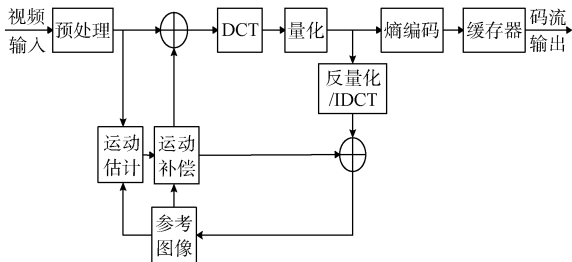 视频
输入
预处理
DCT
量化
熵编码
缓存器
码流
输出
反量化
/IDCT
运动
估计
运动
补偿
参考
图像